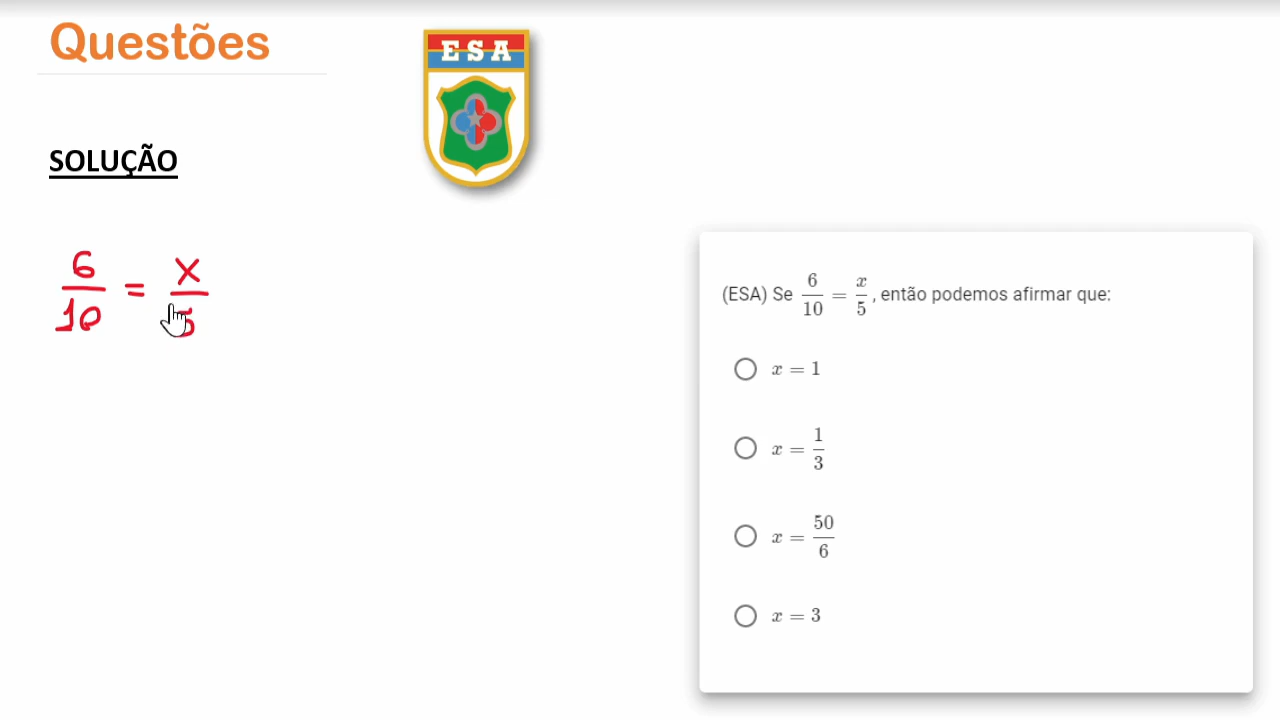 Questões
E S A
SOLUÇÃO
6/10 = x/5
(ESA) Se 6/10 = x/5, então podemos afirmar que:
x = 1
x = 1/3
x = 50/6
x = 3